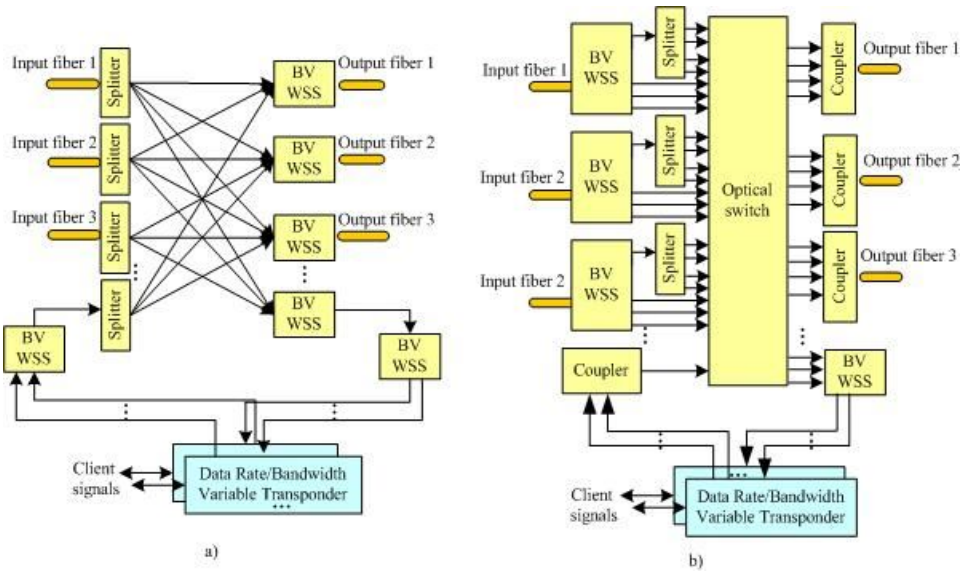 Input fiber 1
Splitter
BV
WSS
Output fiber 1
Input fiber 2
Splitter
BV
WSS
Output fiber 2
Input fiber 3
Splitter
BV
WSS
Output fiber 3
Splitter
BV
WSS
BV
WSS
BV
WSS
Client
signals
Data Rate/Bandwidth
Variable Transponder
a)
Input fiber 1
BV
WSS
Splitter
Coupler
Output fiber 1
Input fiber 2
BV
WSS
Splitter
Optical
switch
Coupler
Output fiber 2
Input fiber 2
BV
WSS
Splitter
Coupler
Output fiber 3
Coupler
BV
WSS
Client
signals
Data Rate/Bandwidth
Variable Transponder
b)